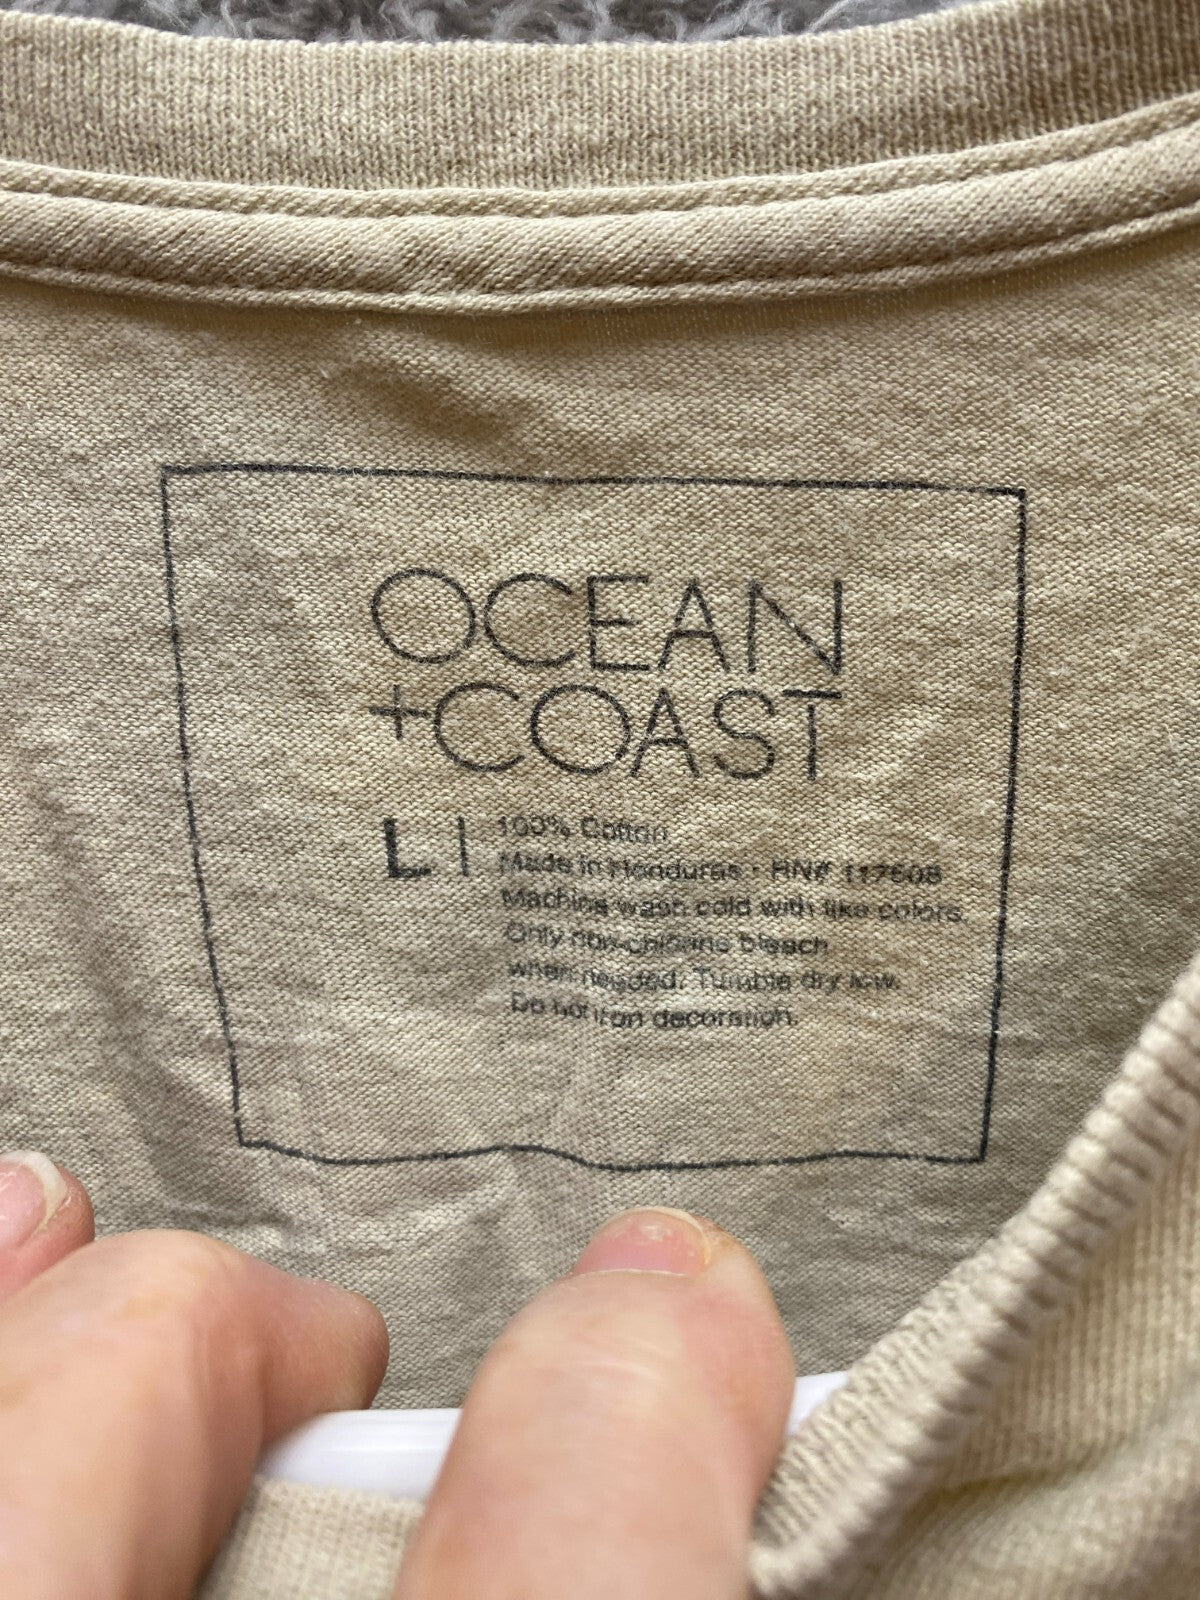 OCEAN
+COAST
L | 100% Cotton
Made in Honduras • RN# 117608
Machine wash cold with like colors.
Only non-chlorine bleach
when needed. Tumble dry low.
Do not iron decoration.